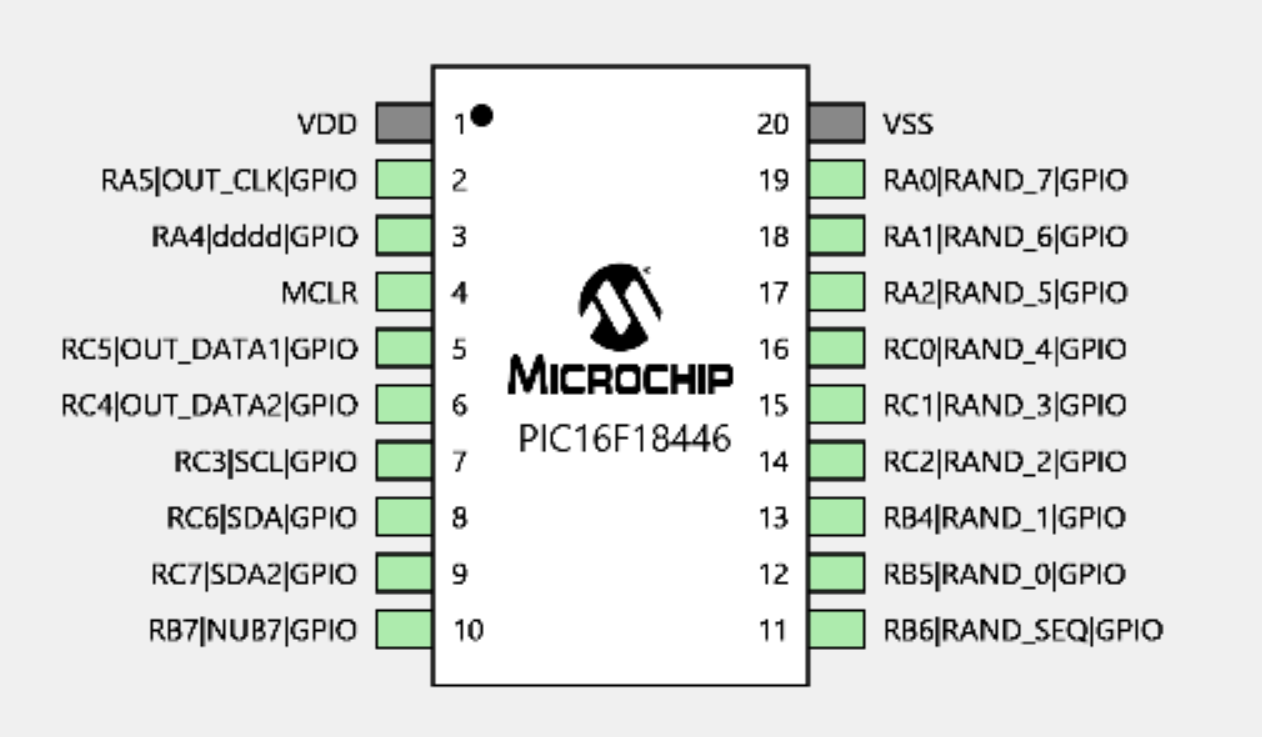 VDD 1 20 VSS
RA5|OUT_CLK|GPIO 2 19 RA0|RAND_7|GPIO
RA4|dddd|GPIO 3 18 RA1|RAND_6|GPIO
MCLR 4 17 RA2|RAND_5|GPIO
RC5|OUT_DATA1|GPIO 5 16 RC0|RAND_4|GPIO
MICROCHIP
RC4|OUT_DATA2|GPIO 6 15 RC1|RAND_3|GPIO
PIC16F18446
RC3|SCL|GPIO 7 14 RC2|RAND_2|GPIO
RC6|SDA|GPIO 8 13 RB4|RAND_1|GPIO
RC7|SDA2|GPIO 9 12 RB5|RAND_0|GPIO
RB7|NUB7|GPIO 10 11 RB6|RAND_SEQ|GPIO